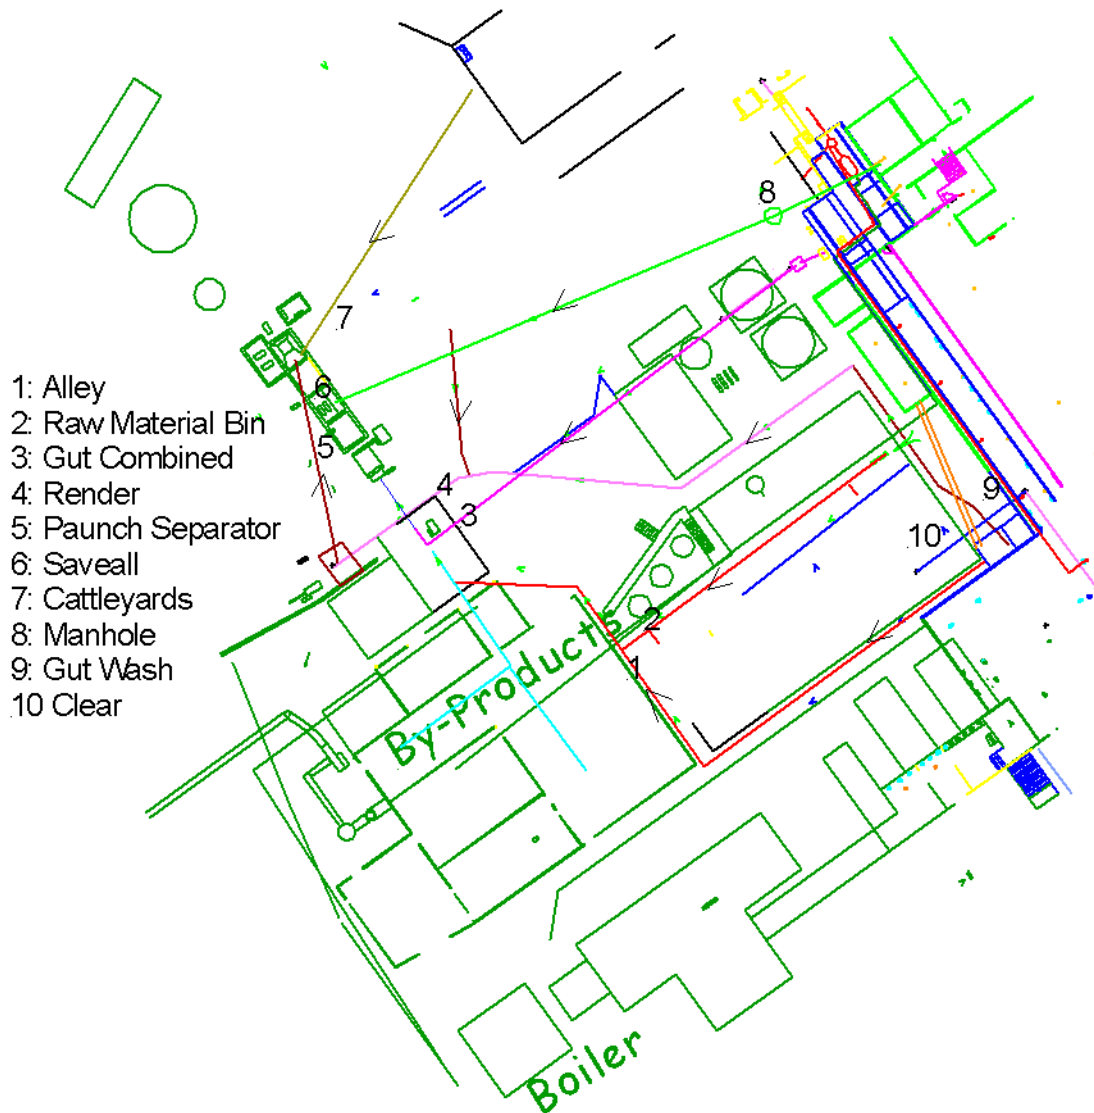 8
7
1: Alley
6
2: Raw Material Bin
3: Gut Combined
5
4: Render
4
9
5: Paunch Separator
3
10
6: Saveall
7: Cattleyards
2
8: Manhole
1
9: Gut Wash
10 Clear
By-Products
Boiler